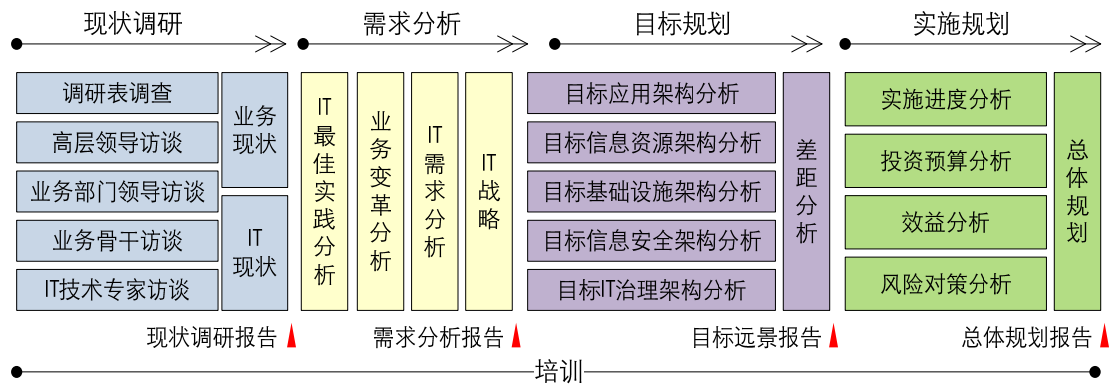 现状调研
需求分析
目标规划
实施规划
调研表调查
高层领导访谈
业务部门领导访谈
业务骨干访谈
IT技术专家访谈
业务
现状
IT
现状
IT最佳实践分析
业务变革分析
IT需求分析
IT战略
目标应用架构分析
目标信息资源架构分析
目标基础设施架构分析
目标信息安全架构分析
目标IT治理架构分析
差距分析
实施进度分析
投资预算分析
效益分析
风险对策分析
总体规划
现状调研报告
需求分析报告
目标远景报告
总体规划报告
培训